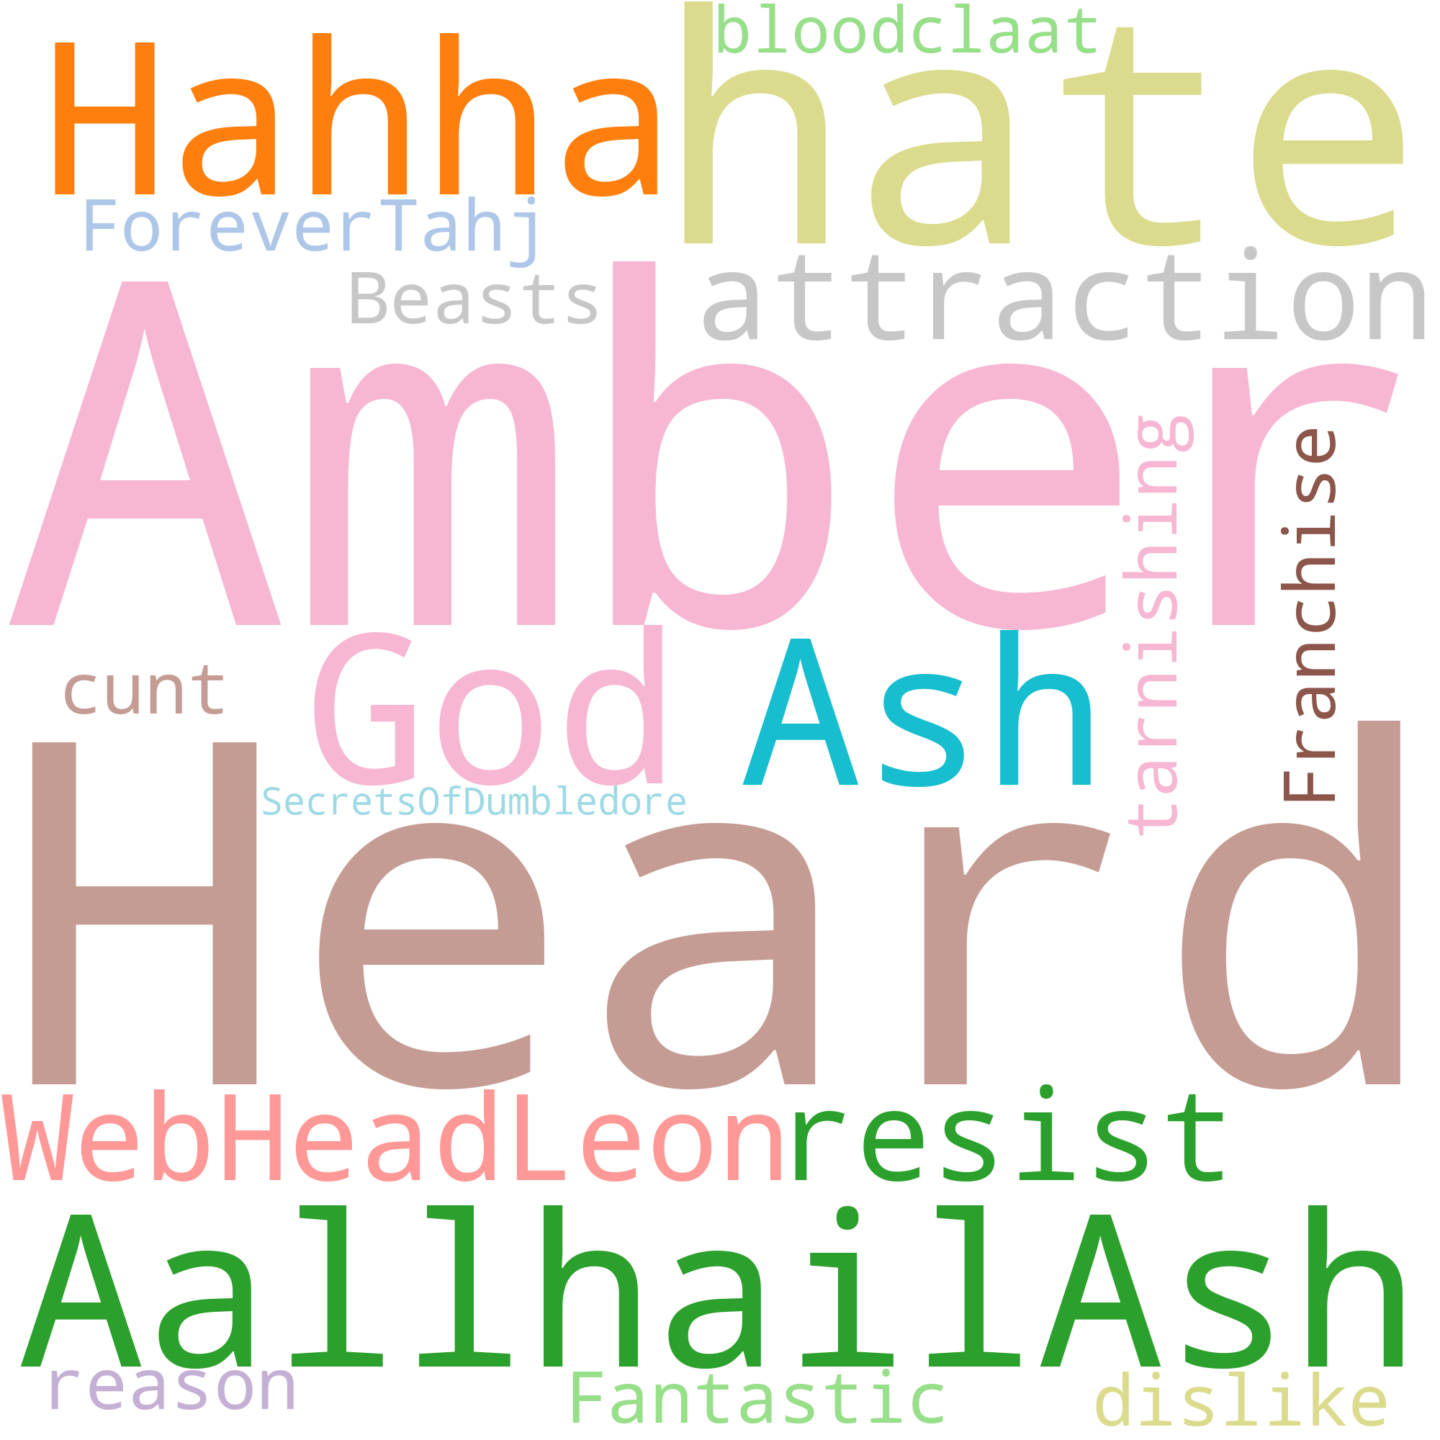 bloodclaat
Hahha
hate
ForeverTahj
Beasts
attraction
Amber
tarnishing
Franchise
cunt
God
Ash
SecretsOfDumbledore
Heard
WebHeadLeon
resist
AallhailAsh
reason
Fantastic
dislike